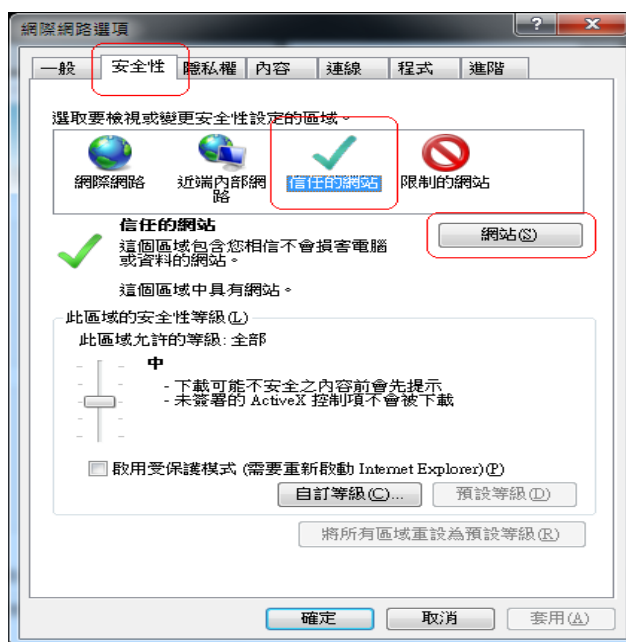 網際網路選項
一般 安全性 隱私權 內容 連線 程式 進階
選取要檢視或變更安全性設定的區域。
網際網路 近端內部網路 信任的網站 限制的網站
信任的網站
網站(S)
這個區域包含您相信不會損害電腦
或資料的網站。
這個區域中具有網站。
此區域的安全性等級(L)
此區域允許的等級: 全部
中
- 下載可能不安全之內容前會先提示
- 未簽署的 ActiveX 控制項不會被下載
啟用受保護模式 (需要重新啟動 Internet Explorer)(P)
自訂等級(C)... 預設等級(D)
將所有區域重設為預設等級(R)
確定 取消 套用(A)